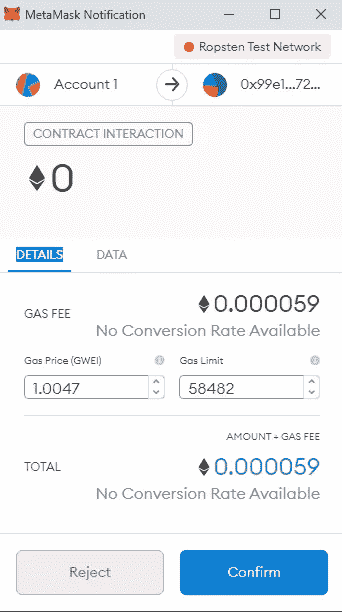 MetaMask Notification
Ropsten Test Network
Account 1
0x99e1...72...
CONTRACT INTERACTION
0
DETAILS DATA
GAS FEE 0.000059
No Conversion Rate Available
Gas Price (GWEI) Gas Limit
1.0047 58482
AMOUNT + GAS FEE
TOTAL 0.000059
No Conversion Rate Available
Reject Confirm